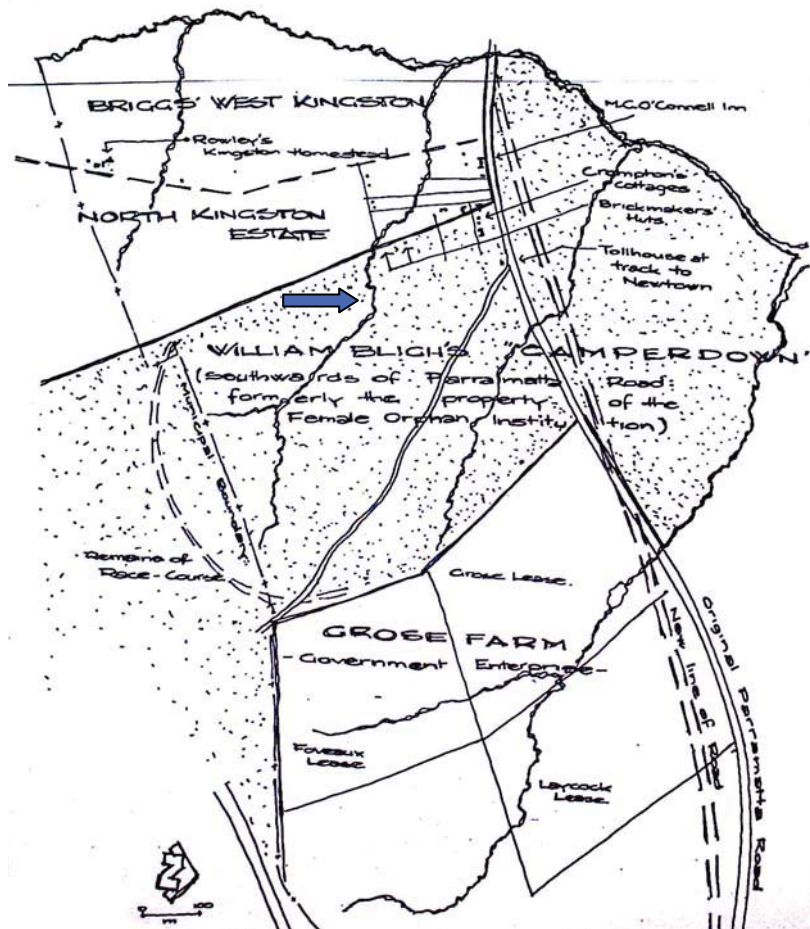 BRIGGS' WEST KINGSTON
M.C.O'Connell Inn
Rowley's
Kingston Homestead
Cromptons
Cottages
Brickmakers'
Huts.
NORTH KINGSTON
ESTATE
Tollhouse at
track to
Newtown
WILLIAM BLIGH'S "CAMPERDOWN"
(Southwards of Parramatta Road:
formerly the property of the
Female Orphan Institution)
Municipal Boundary
Remains of
Race-Course
Grose Lease.
GROSE FARM
-Government Enterprise-
Foveaux
Lease
Laycock
Lease.
New line of Road
Original Parramatta Road
N
0 100
m